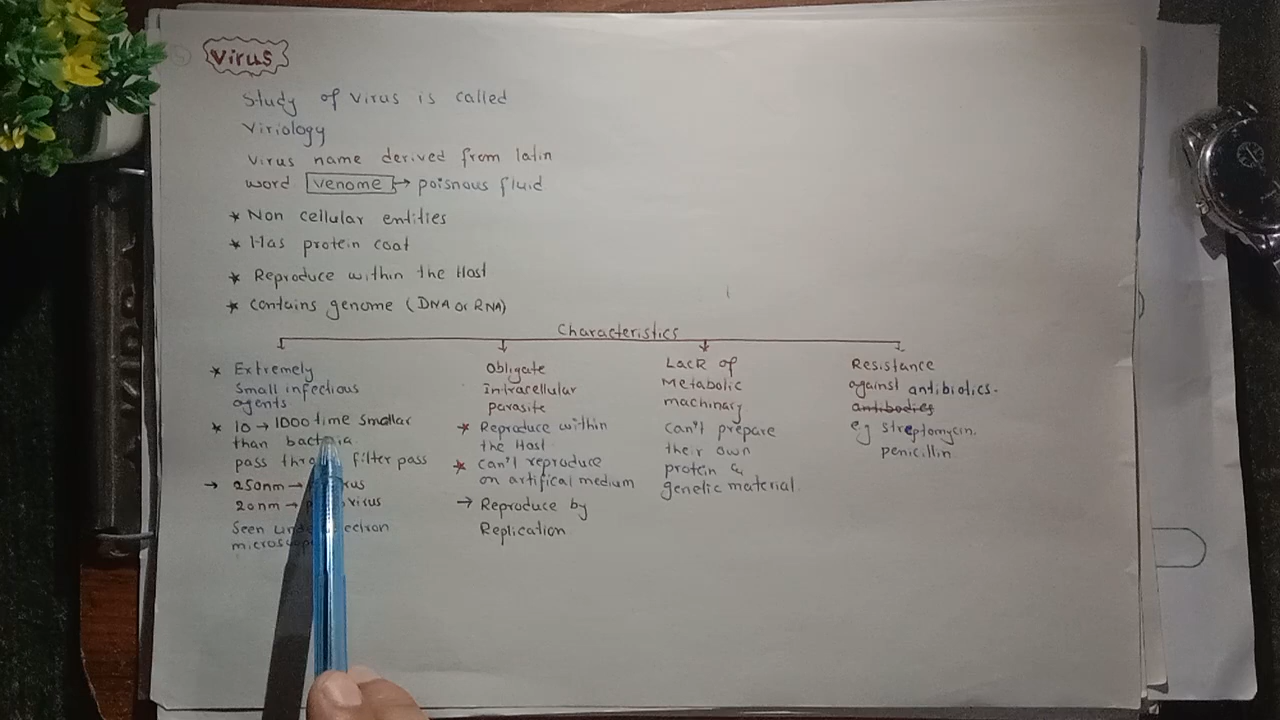 Virus
Study of virus is called
Viriology
Virus name derived from latin
word venome → poisnous fluid
* Non cellular entities
* Has protein coat
* Reproduce within the Host
* contains genome (DNA or RNA)
Characteristics
* Extremely
Small infectious
agents
* 10 → 1000 time smallar
than
pass filter pass
→ 250nm →
20nm →
Seen
Obligate
Intracellular
parasite
* Reproduce within
the Host
* can't reproduce
on artifical medium
→ Reproduce by
Replication
Lack of
Metabolic
machinary
can't prepare
their own
protein &
genelic material
Resistance
against antibiotics.
antibodies
eg streptomycin.
penicillin